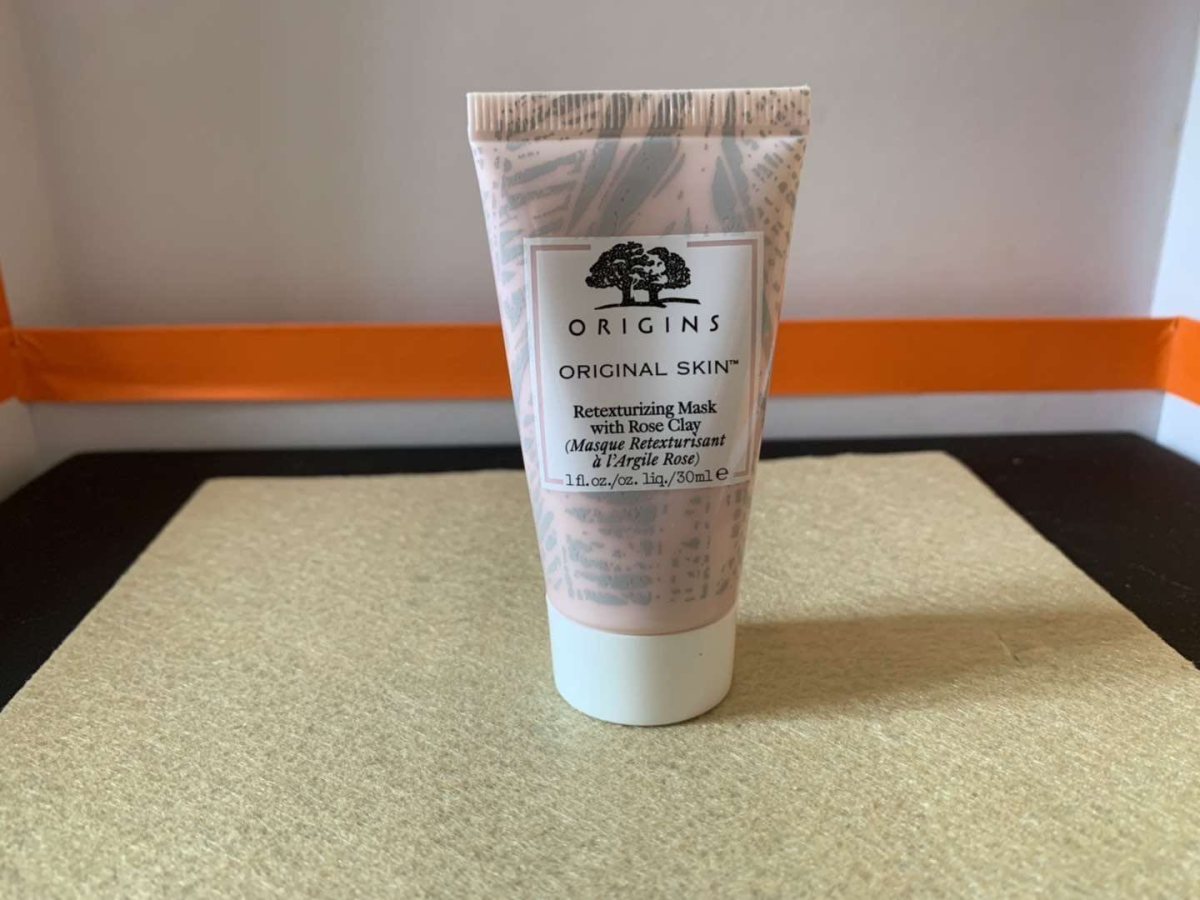 ORIGINS
ORIGINAL SKIN™
Retexturizing Mask
with Rose Clay
(Masque Retexturisant
à l'Argile Rose)
1 fl.oz./oz. liq./30ml ℮